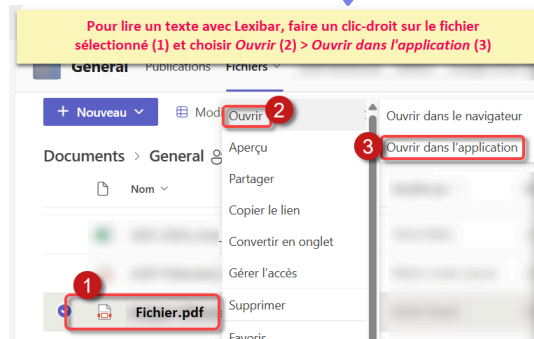 Pour lire un texte avec Lexibar, faire un clic-droit sur le fichier
sélectionné (1) et choisir Ouvrir (2) > Ouvrir dans l'application (3)
General Publications Fichiers
+ Nouveau
Modi
Ouvrir 2
Ouvrir dans le navigateur
Documents > General
Aperçu
3 Ouvrir dans l'application
Nom
Partager
Copier le lien
Convertir en onglet
Gérer l'accès
1
Fichier.pdf
Supprimer
Favoris